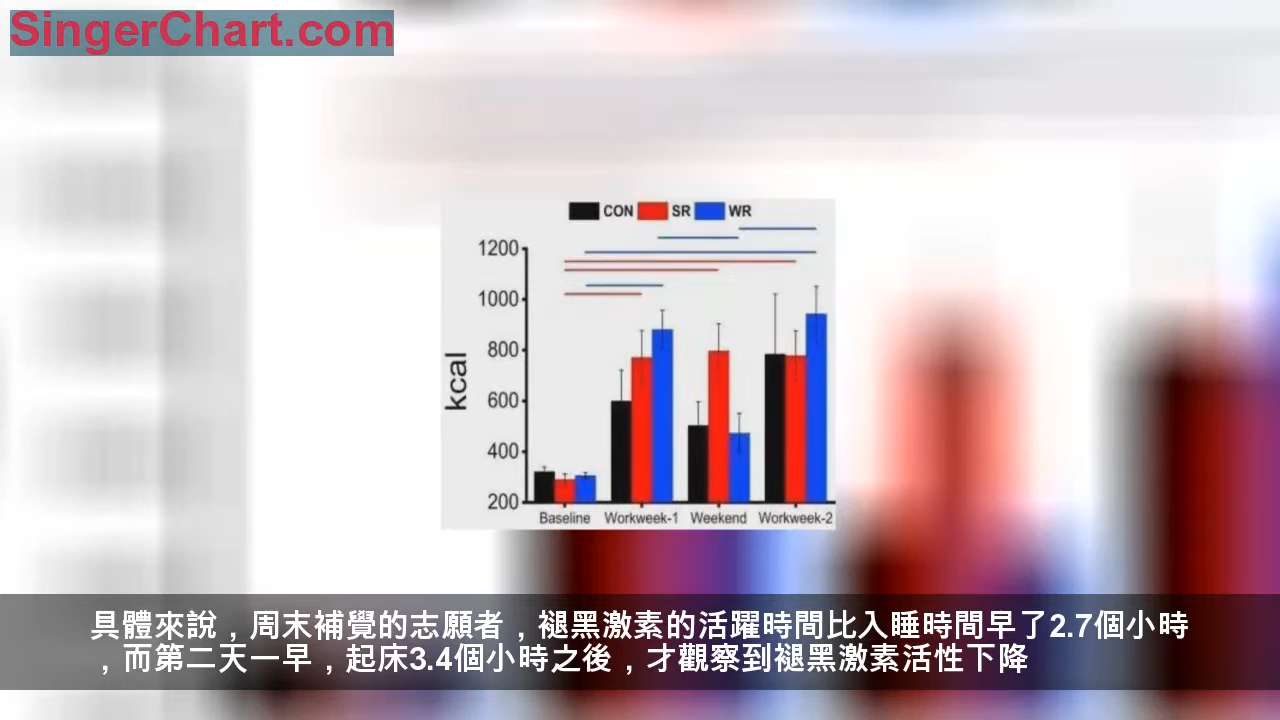 SingerChart.com
CON SR WR
1200
1000
800
600
400
200
kcal
Baseline Workweek-1 Weekend Workweek-2
具體來說，周末補覺的志願者，褪黑激素的活躍時間比入睡時間早了2.7個小時
，而第二天一早，起床3.4個小時之後，才觀察到褪黑激素活性下降